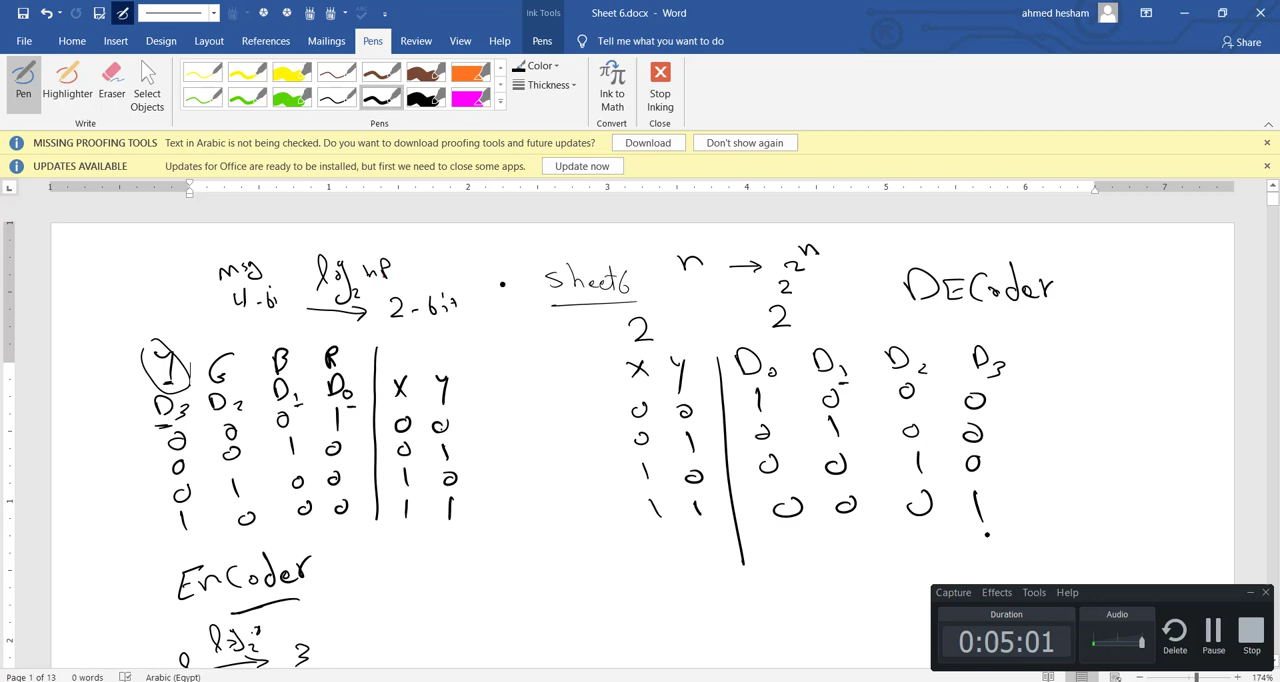 Ink Tools
Sheet 6.docx - Word
ahmed hesham
File Home Insert Design Layout References Mailings Pens Review View Help Pens Tell me what you want to do
Share
Pen Highlighter Eraser Select Objects
Color
Thickness
Ink to Math
Stop Inking
Write Pens Convert Close
MISSING PROOFING TOOLS Text in Arabic is not being checked. Do you want to download proofing tools and future updates? Download Don't show again
UPDATES AVAILABLE Updates for Office are ready to be installed, but first we need to close some apps. Update now
1 1 2 3 4 5 6 7
msg log₂ → 2-bit
4-bi
Sheet6
n → 2ⁿ
2
2 2
DECoder
Y G B R
D3 D2 D1 D0 X Y
0 0 0 1 0 0
0 0 1 0 0 1
0 1 0 0 1 0
1 0 0 0 1 1
X Y D0 D1 D2 D3
0 0 1 0 0 0
0 1 0 1 0 0
1 0 0 0 1 0
1 1 0 0 0 1
EnCoder
3
Capture Effects Tools Help
Duration Audio
0:05:01
Delete Pause Stop
Page 1 of 13 0 words Arabic (Egypt) 174%